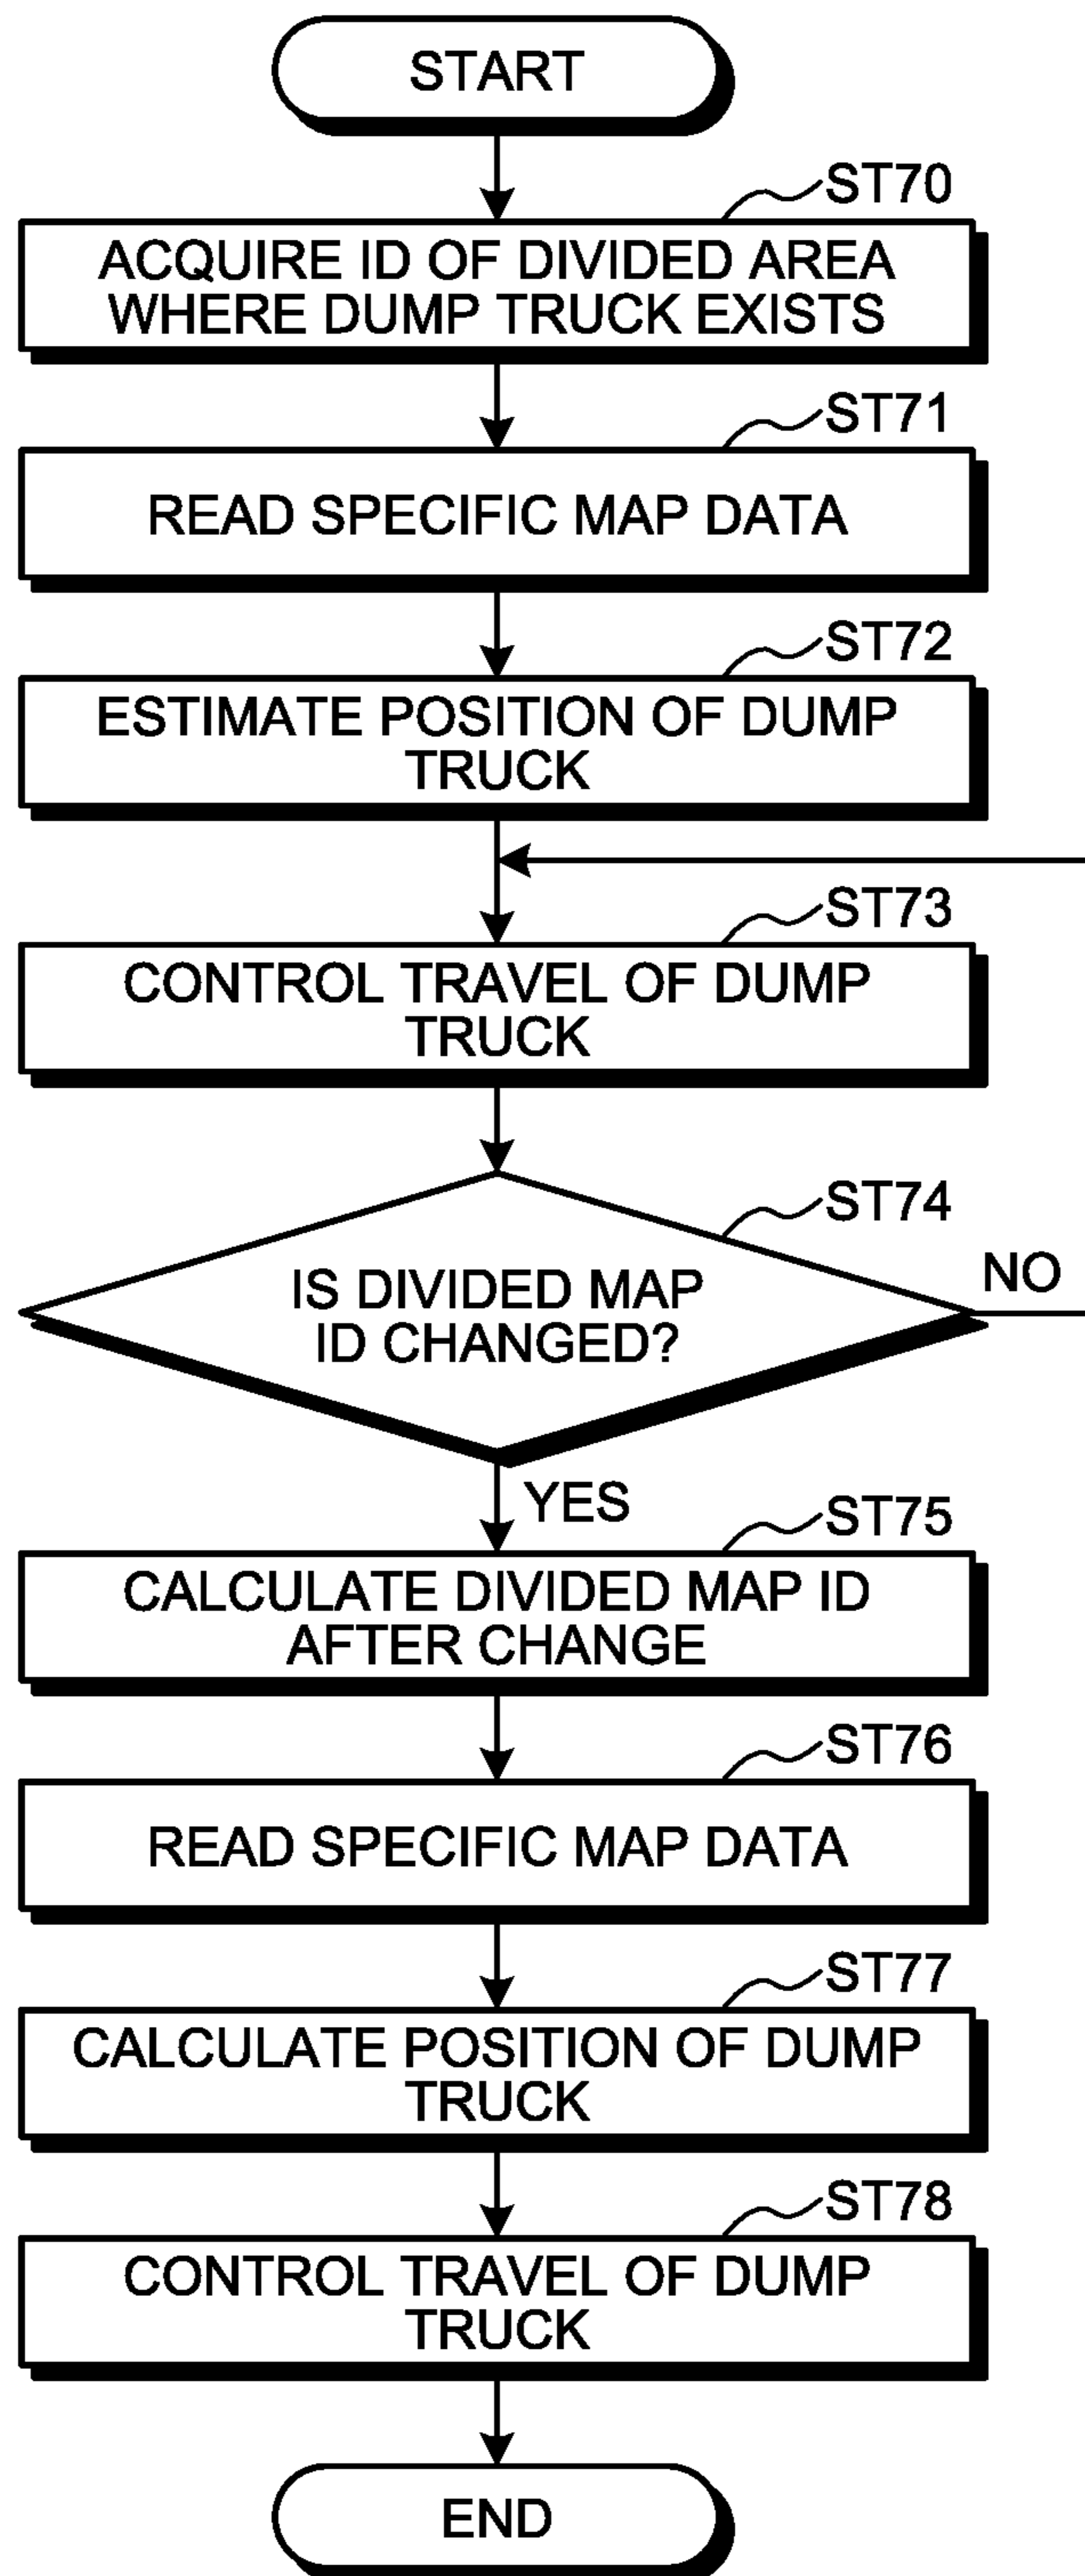 START
ST70
ACQUIRE ID OF DIVIDED AREA
WHERE DUMP TRUCK EXISTS
ST71
READ SPECIFIC MAP DATA
ST72
ESTIMATE POSITION OF DUMP
TRUCK
ST73
CONTROL TRAVEL OF DUMP
TRUCK
ST74
IS DIVIDED MAP
ID CHANGED?
NO
YES
ST75
CALCULATE DIVIDED MAP ID
AFTER CHANGE
ST76
READ SPECIFIC MAP DATA
ST77
CALCULATE POSITION OF DUMP
TRUCK
ST78
CONTROL TRAVEL OF DUMP
TRUCK
END